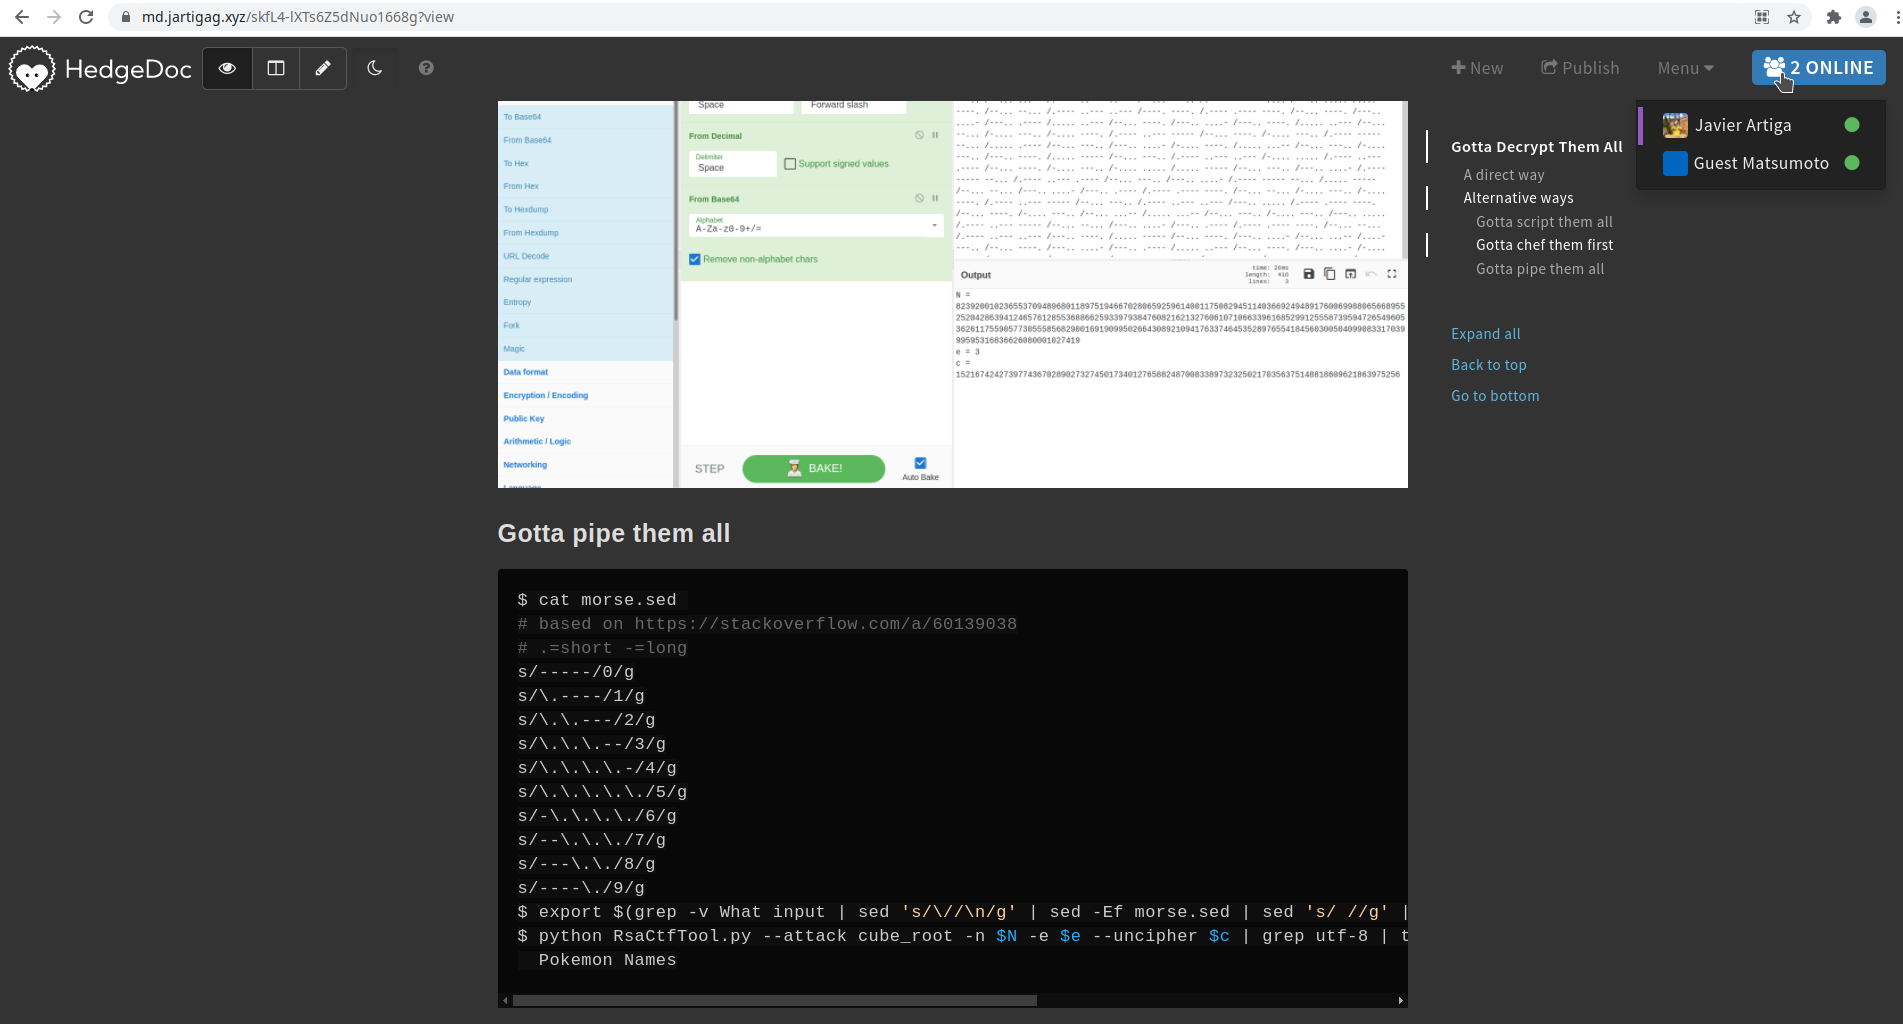 md.jartigag.xyz/skfL4-lXTs6Z5dNuo1668g?view
HedgeDoc
New
Publish
Menu
2 ONLINE
Javier Artiga
Guest Matsumoto
Gotta Decrypt Them All
A direct way
Alternative ways
Gotta script them all
Gotta chef them first
Gotta pipe them all
Expand all
Back to top
Go to bottom
To Base64
From Base64
To Hex
From Hex
To Hexdump
From Hexdump
URL Decode
Regular expression
Entropy
Fork
Magic
Data format
Encryption / Encoding
Public Key
Arithmetic / Logic
Networking
Language
Space
Forward slash
From Decimal
Delimiter
Space
Support signed values
From Base64
Alphabet
A-Za-z0-9+/=
Remove non-alphabet chars
STEP
BAKE!
Auto Bake
Output
time: 26ms
length: 416
lines: 3
N =
e = 3
c =
Gotta pipe them all
$ cat morse.sed
# based on https://stackoverflow.com/a/60139038
# .=short -=long
s/-----/0/g
s/\.----/1/g
s/\.\.---/2/g
s/\.\.\.--/3/g
s/\.\.\.\.-/4/g
s/\.\.\.\.\./5/g
s/-\.\.\.\./6/g
s/--\.\.\./7/g
s/---\.\./8/g
s/----\./9/g
$ export $(grep -v What input | sed 's/\//\n/g' | sed -Ef morse.sed | sed 's/ //g' |
$ python RsaCtfTool.py --attack cube_root -n $N -e $e --uncipher $c | grep utf-8 | t
Pokemon Names